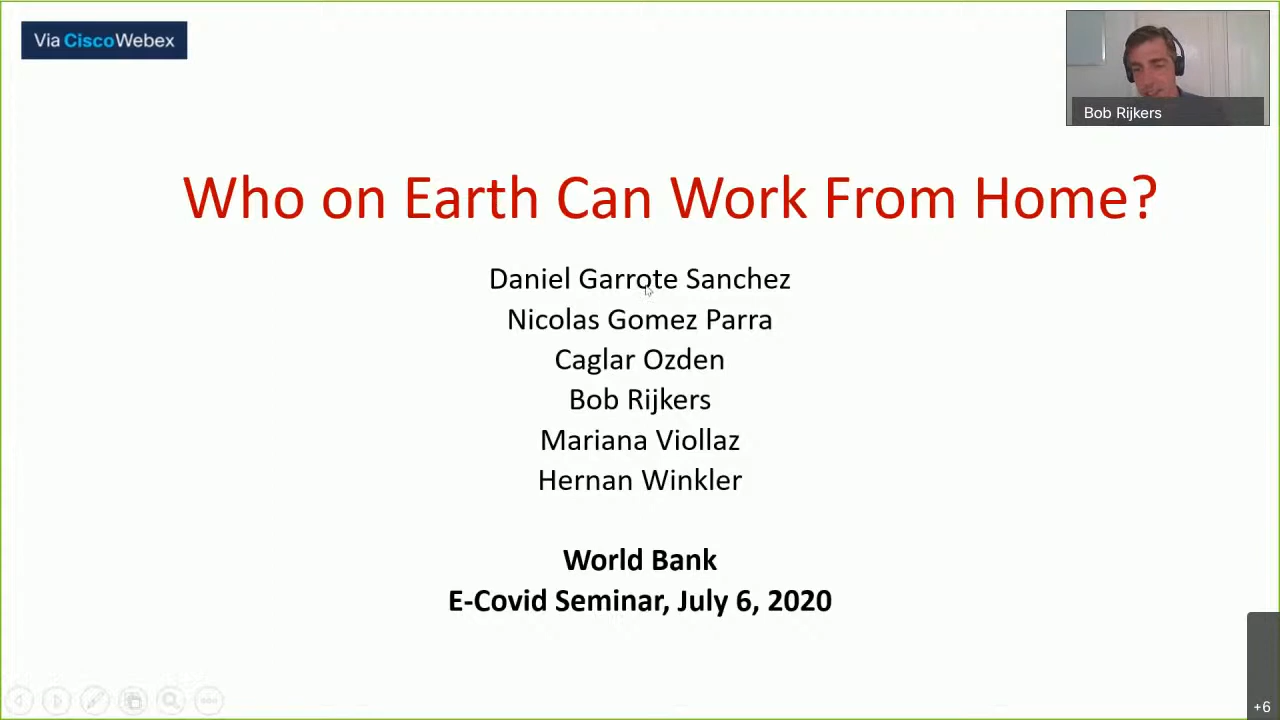 Via CiscoWebex
Bob Rijkers
Who on Earth Can Work From Home?
Daniel Garrote Sanchez
Nicolas Gomez Parra
Caglar Ozden
Bob Rijkers
Mariana Viollaz
Hernan Winkler
World Bank
E-Covid Seminar, July 6, 2020
+6